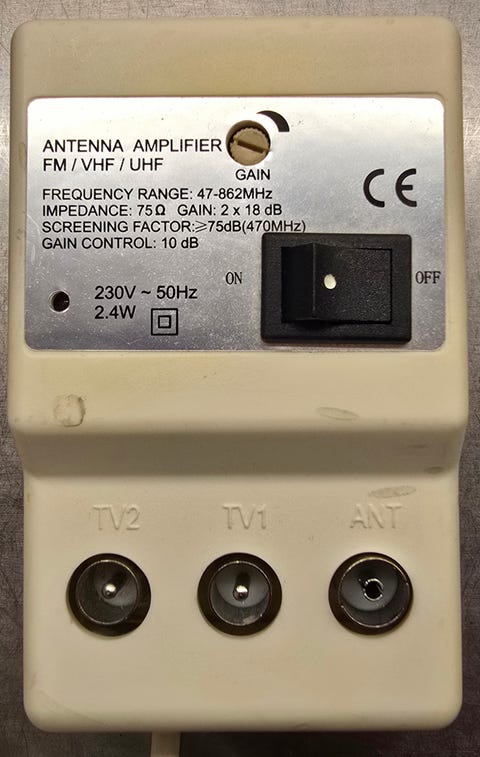 ANTENNA AMPLIFIER
FM / VHF / UHF
GAIN
CE
FREQUENCY RANGE: 47-862MHz
IMPEDANCE: 75Ω GAIN: 2 x 18 dB
SCREENING FACTOR:⩾75dB(470MHz)
GAIN CONTROL: 10 dB
ON
OFF
230V ~ 50Hz
2.4W
TV2 TV1 ANT